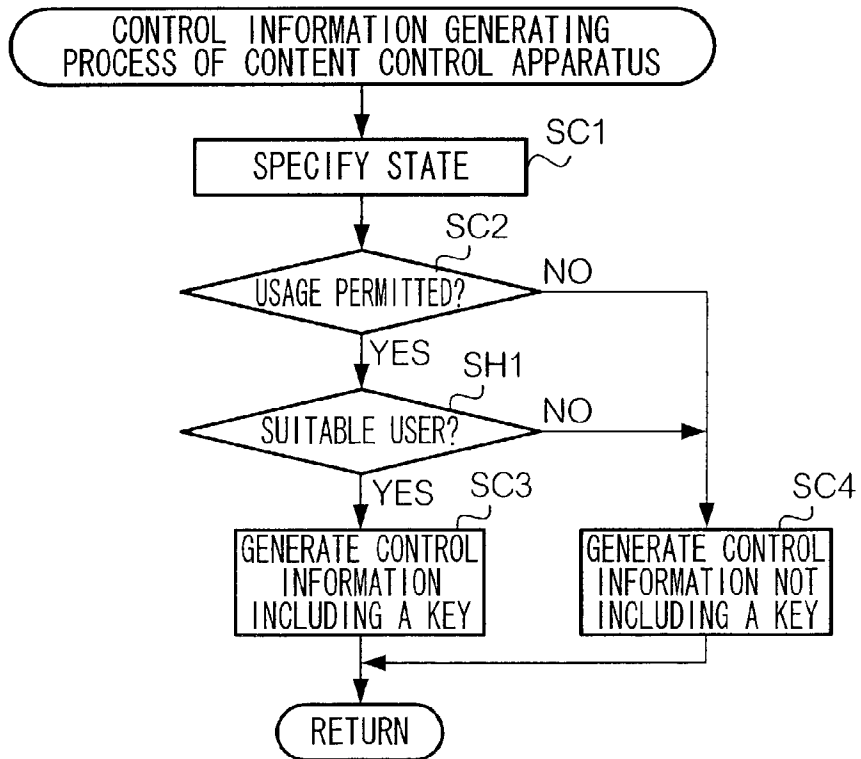 CONTROL INFORMATION GENERATING
PROCESS OF CONTENT CONTROL APPARATUS
SC1
SPECIFY STATE
SC2
USAGE PERMITTED?
NO
YES
SH1
SUITABLE USER?
NO
YES
SC3
GENERATE CONTROL
INFORMATION
INCLUDING A KEY
SC4
GENERATE CONTROL
INFORMATION NOT
INCLUDING A KEY
RETURN